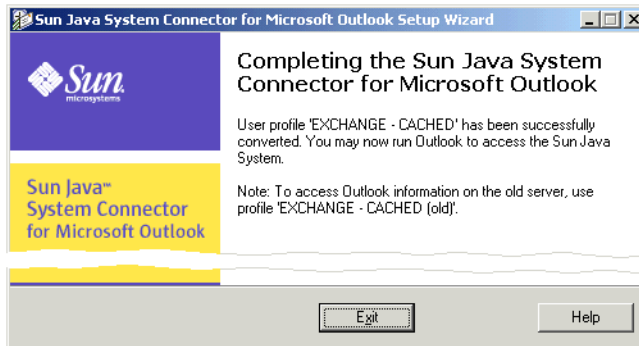 Sun Java System Connector for Microsoft Outlook Setup Wizard
Sun
microsystems
Sun Java™
System Connector
for Microsoft Outlook
Completing the Sun Java System
Connector for Microsoft Outlook
User profile 'EXCHANGE - CACHED' has been successfully
converted. You may now run Outlook to access the Sun Java
System.
Note: To access Outlook information on the old server, use
profile 'EXCHANGE - CACHED (old)'.
Exit
Help